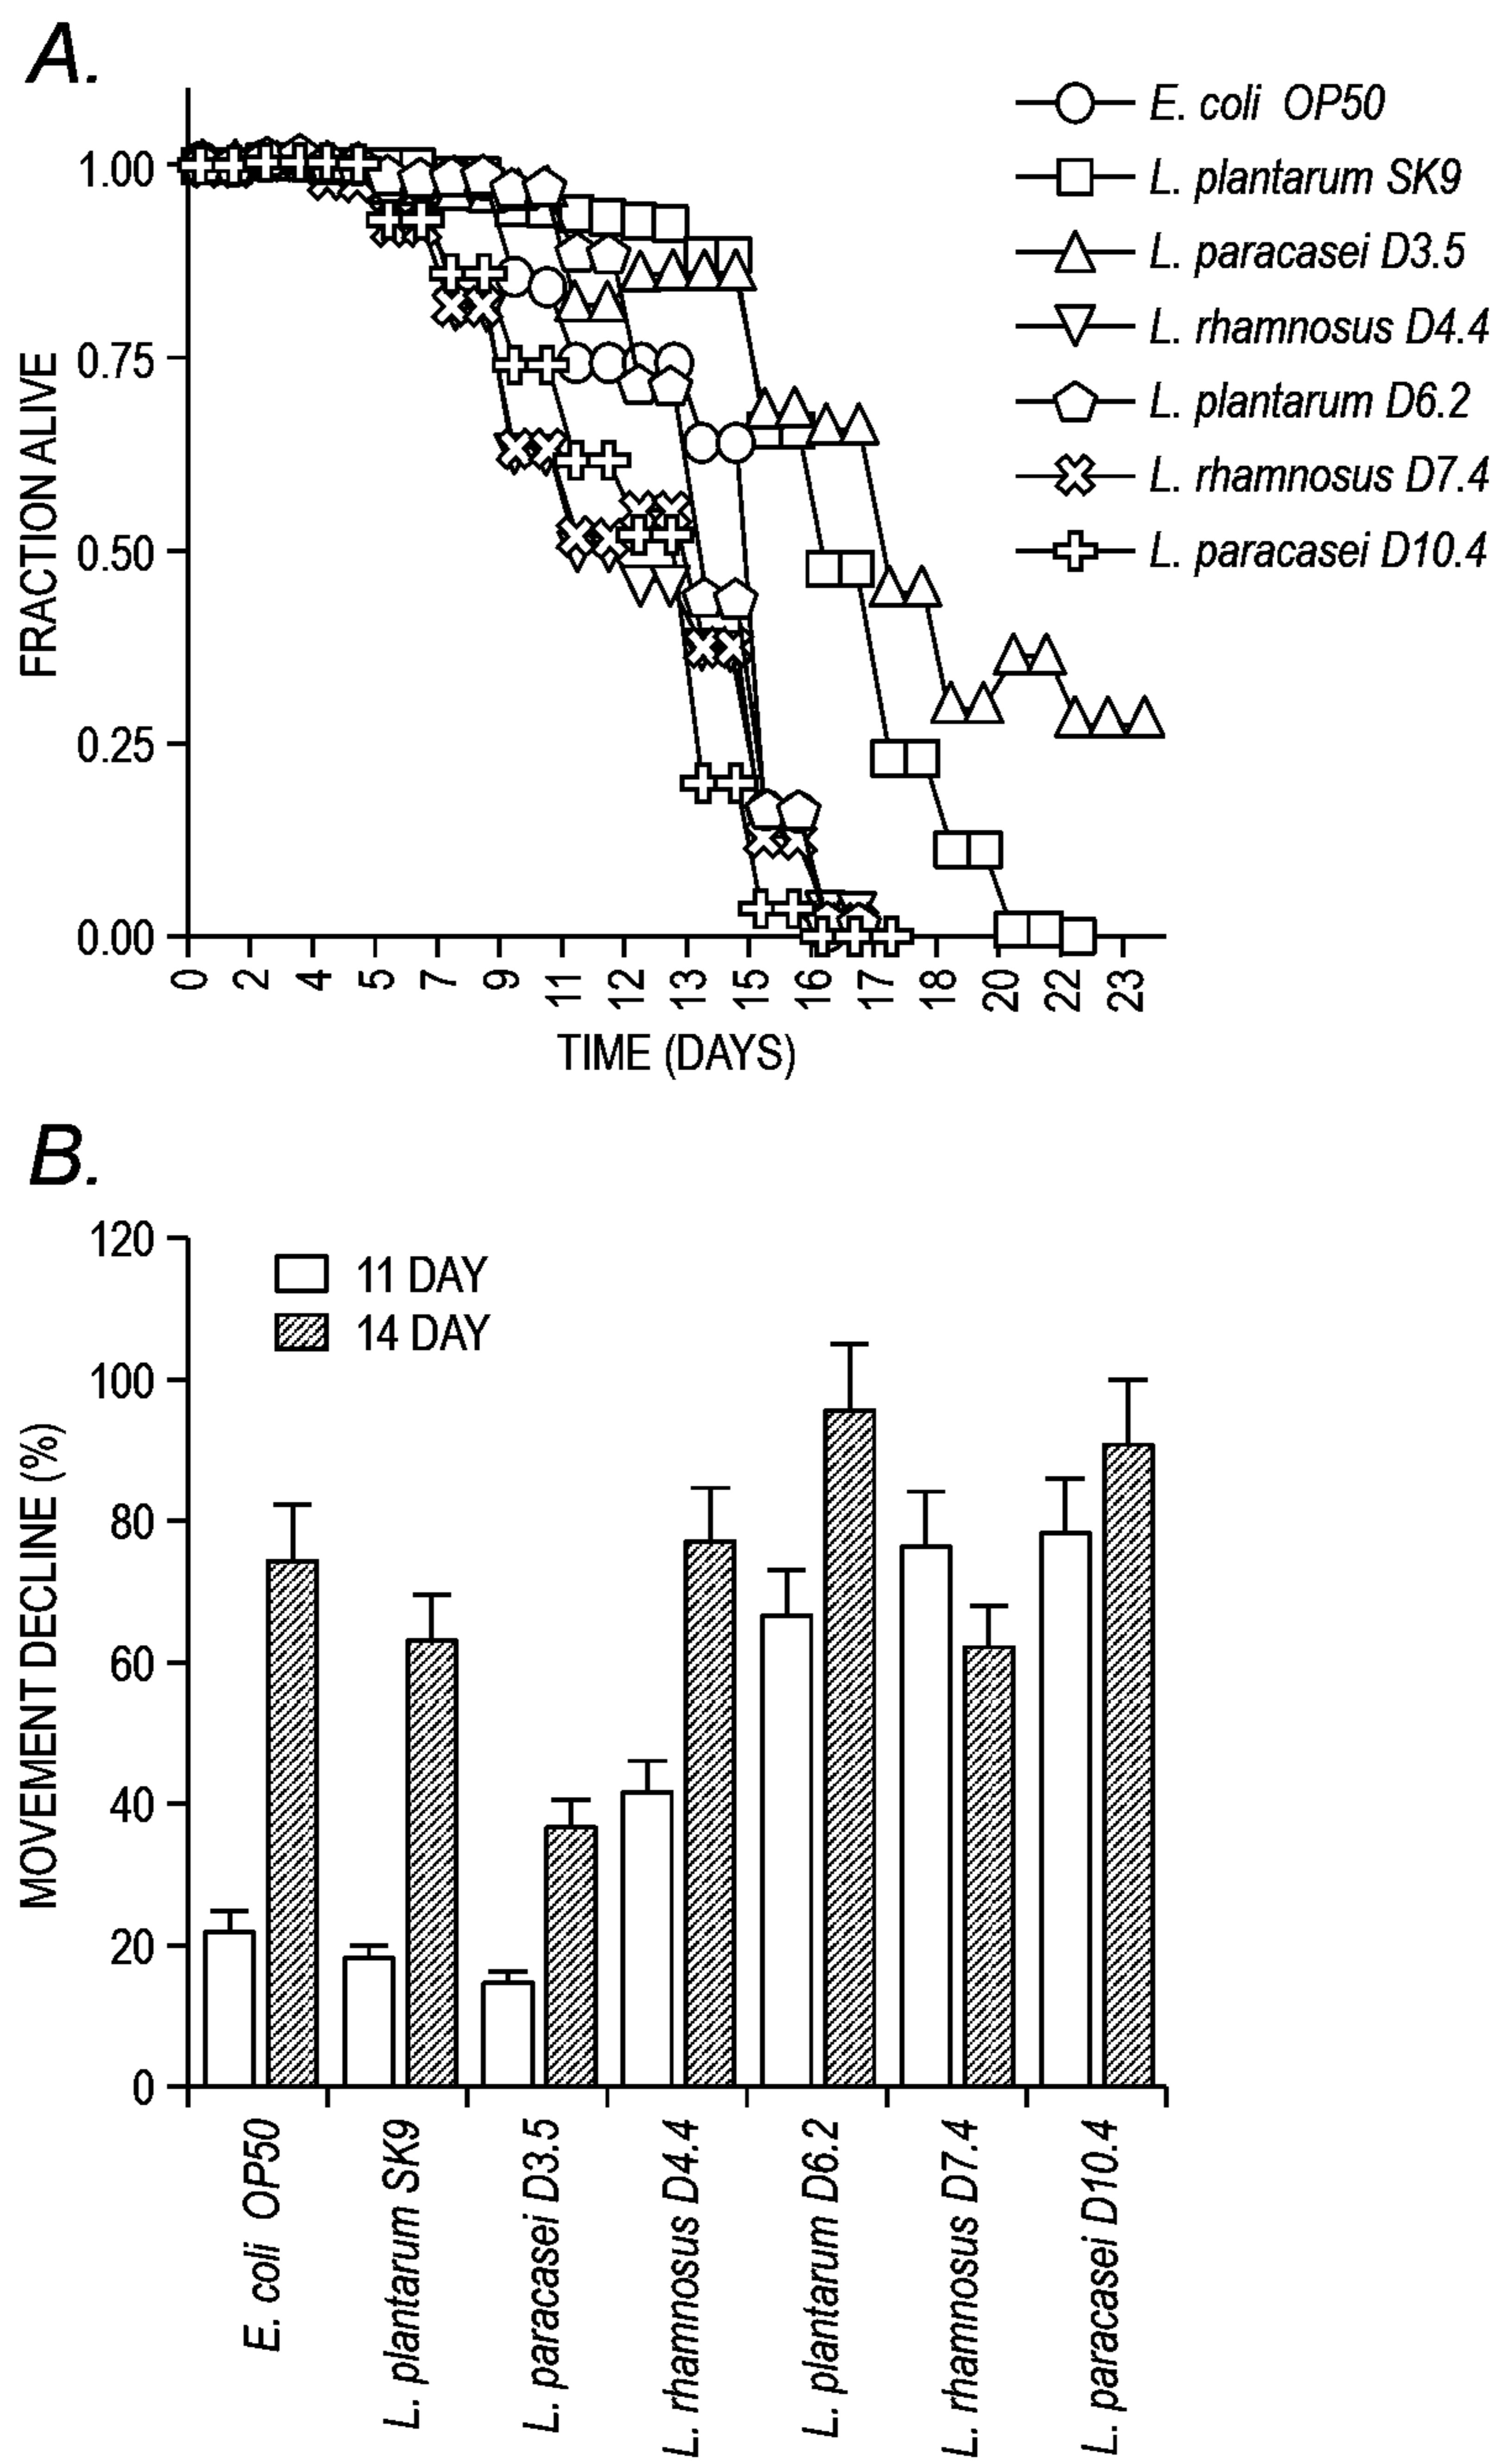 A.
E. coli OP50
L. plantarum SK9
L. paracasei D3.5
L. rhamnosus D4.4
L. plantarum D6.2
L. rhamnosus D7.4
L. paracasei D10.4
FRACTION ALIVE
1.00
0.75
0.50
0.25
0.00
0 2 4 5 7 9 11 12 13 15 16 17 18 20 22 23
TIME (DAYS)
B.
11 DAY
14 DAY
MOVEMENT DECLINE (%)
120
100
80
60
40
20
0
E. coli OP50
L. plantarum SK9
L. paracasei D3.5
L. rhamnosus D4.4
L. plantarum D6.2
L. rhamnosus D7.4
L. paracasei D10.4